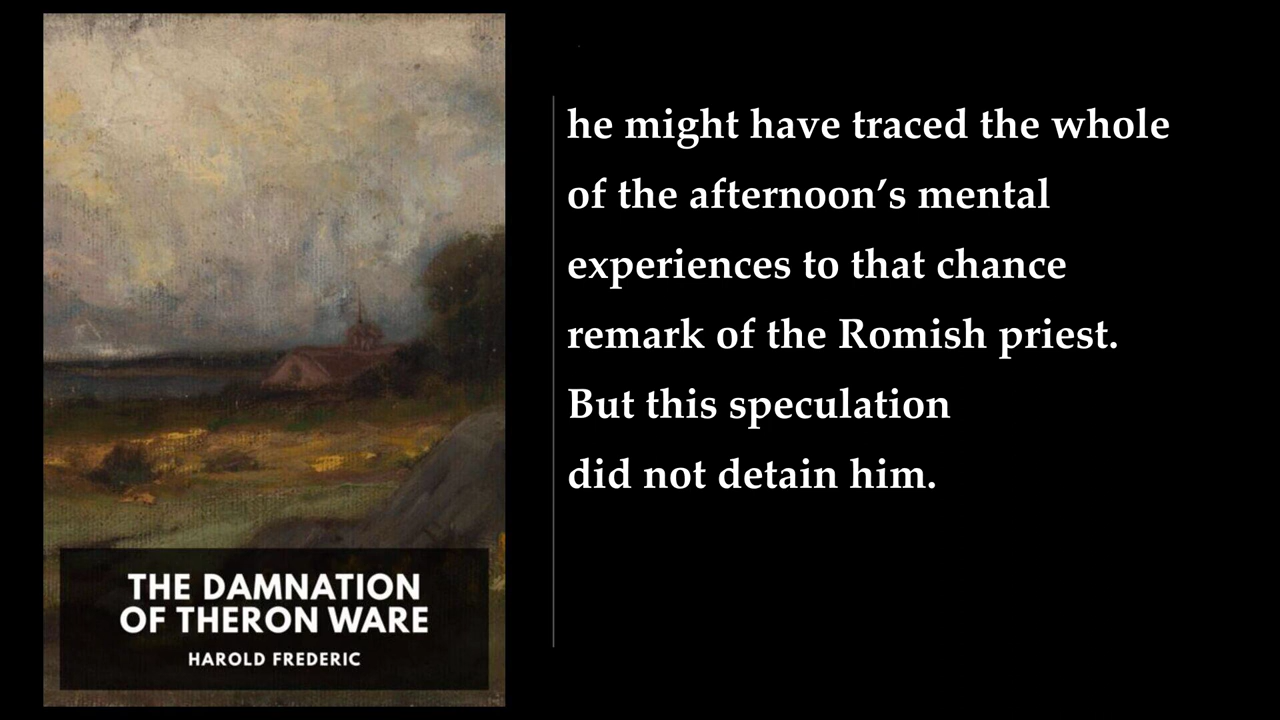 he might have traced the whole
of the afternoon’s mental
experiences to that chance
remark of the Romish priest.
But this speculation
did not detain him.
THE DAMNATION
OF THERON WARE
HAROLD FREDERIC